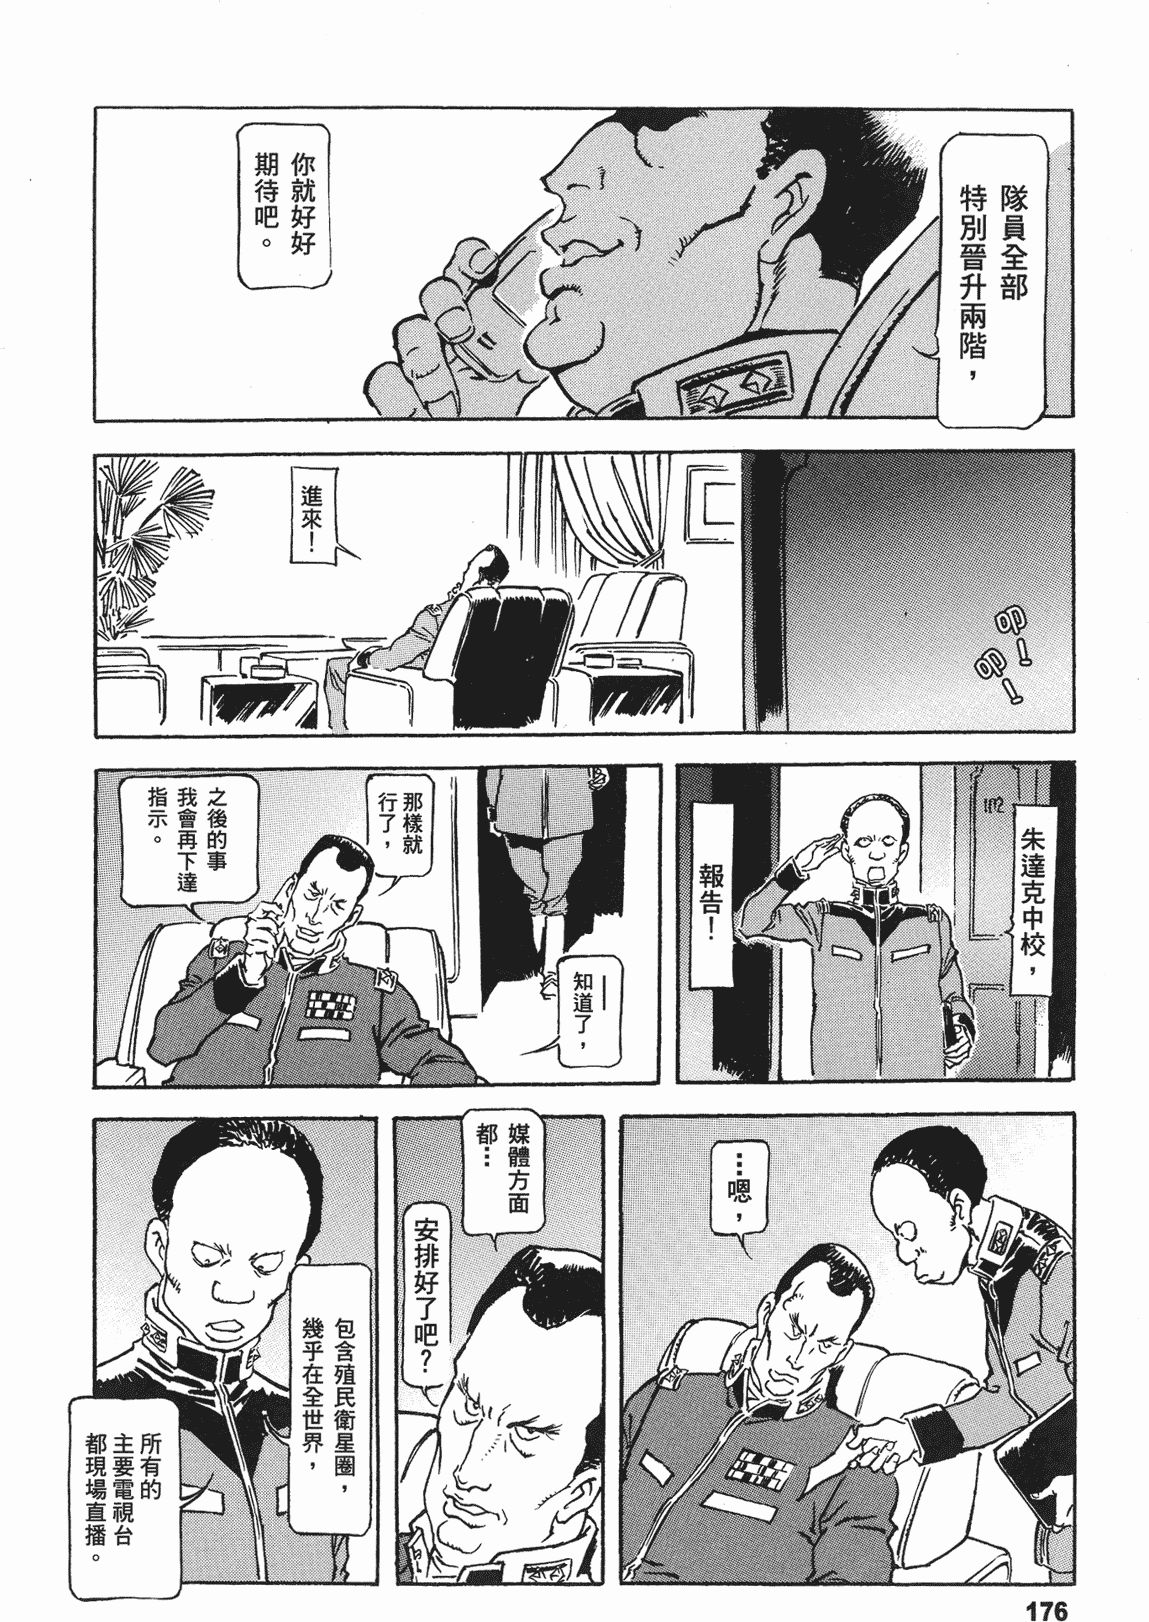 隊員全部
特別晉升兩階，
你就好好
期待吧。
叩！
叩！
進來！
102
朱達克中校，
報告！
那樣就
行了，
之後的事
我會再下達
指示。
——
知道了，
…嗯，
媒體方面
都…
安排好了吧？
包含殖民衛星圈，
幾乎在全世界，
所有的
主要電視台
都現場直播。
176